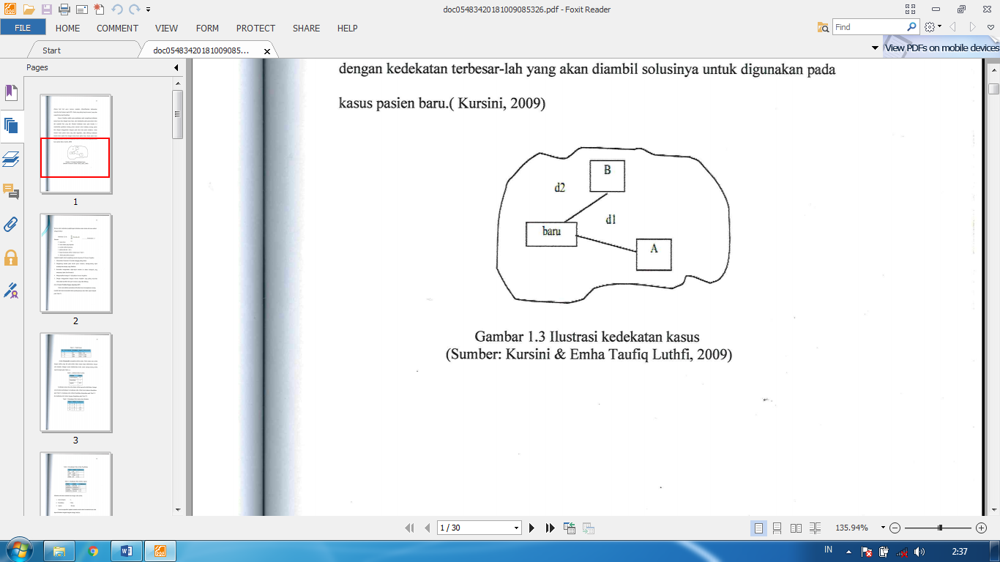 doc05483420181009085326.pdf - Foxit Reader
FILE HOME COMMENT VIEW FORM PROTECT SHARE HELP
Find
Start
doc05483420181009085...
View PDFs on mobile devices
Pages
1
2
3
dengan kedekatan terbesar-lah yang akan diambil solusinya untuk digunakan pada
kasus pasien baru.( Kursini, 2009)
B
d2
d1
baru
A
Gambar 1.3 Ilustrasi kedekatan kasus
(Sumber: Kursini & Emha Taufiq Luthfi, 2009)
1 / 30
135.94%
IN
2:37